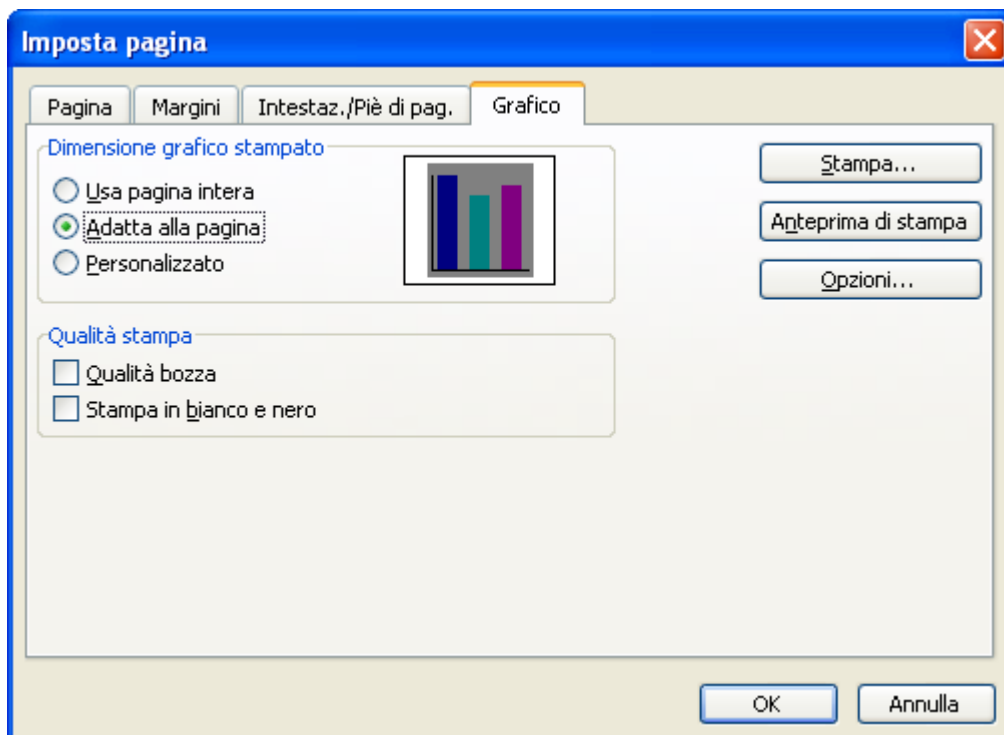 Imposta pagina
Pagina
Margini
Intestaz./Piè di pag.
Grafico
Dimensione grafico stampato
Usa pagina intera
Adatta alla pagina
Personalizzato
Stampa...
Anteprima di stampa
Opzioni...
Qualità stampa
Qualità bozza
Stampa in bianco e nero
OK
Annulla